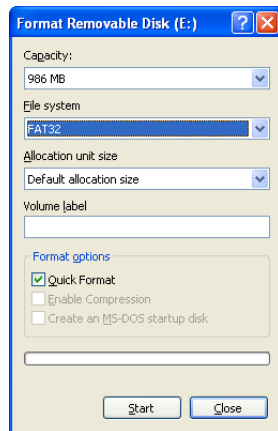 Format Removable Disk (E:)
Capacity:
986 MB
File system
FAT32
Allocation unit size
Default allocation size
Volume label
Format options
Quick Format
Enable Compression
Create an MS-DOS startup disk
Start
Close